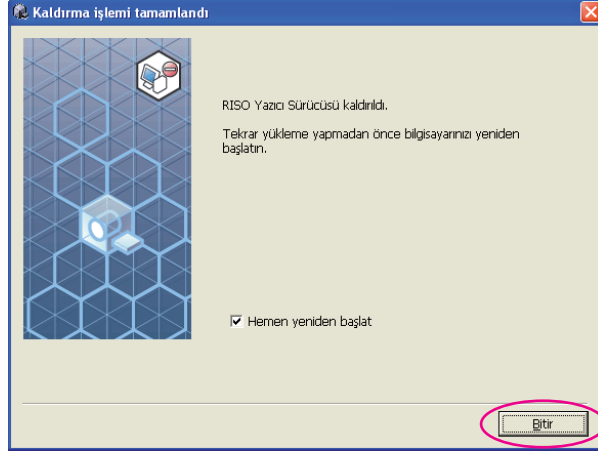 Kaldırma işlemi tamamlandı
RISO Yazıcı Sürücüsü kaldırıldı.
Tekrar yükleme yapmadan önce bilgisayarınızı yeniden
başlatın.
Hemen yeniden başlat
Bitir